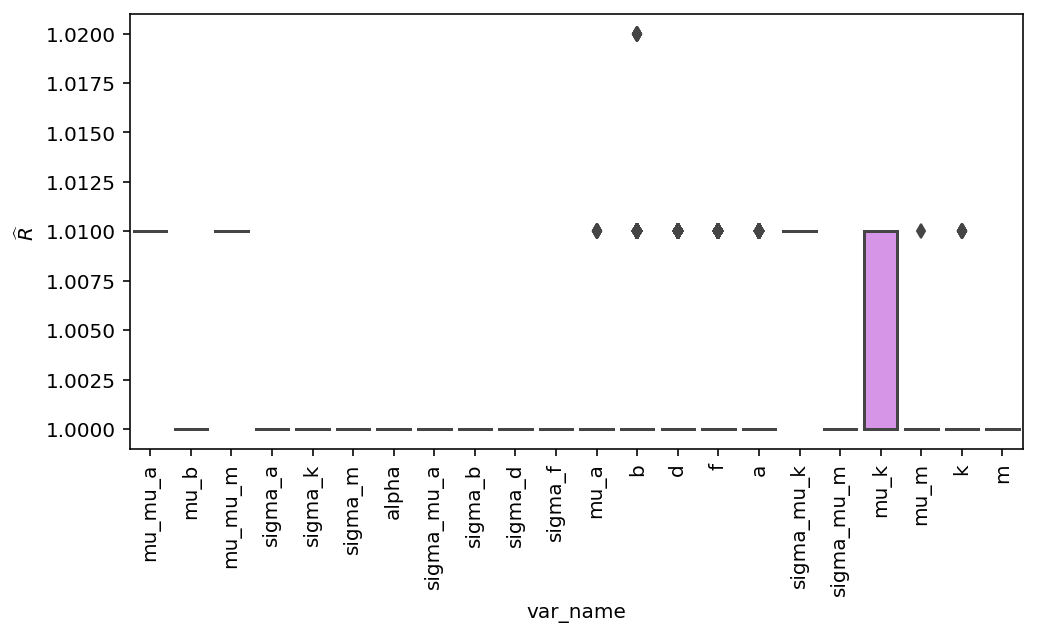 1.0200
1.0175
1.0150
1.0125
1.0100
1.0075
1.0050
1.0025
1.0000
R̂
mu_mu_a
mu_b
mu_mu_m
sigma_a
sigma_k
sigma_m
alpha
sigma_mu_a
sigma_b
sigma_d
sigma_f
mu_a
b
d
f
a
sigma_mu_k
sigma_mu_m
mu_k
mu_m
k
m
var_name